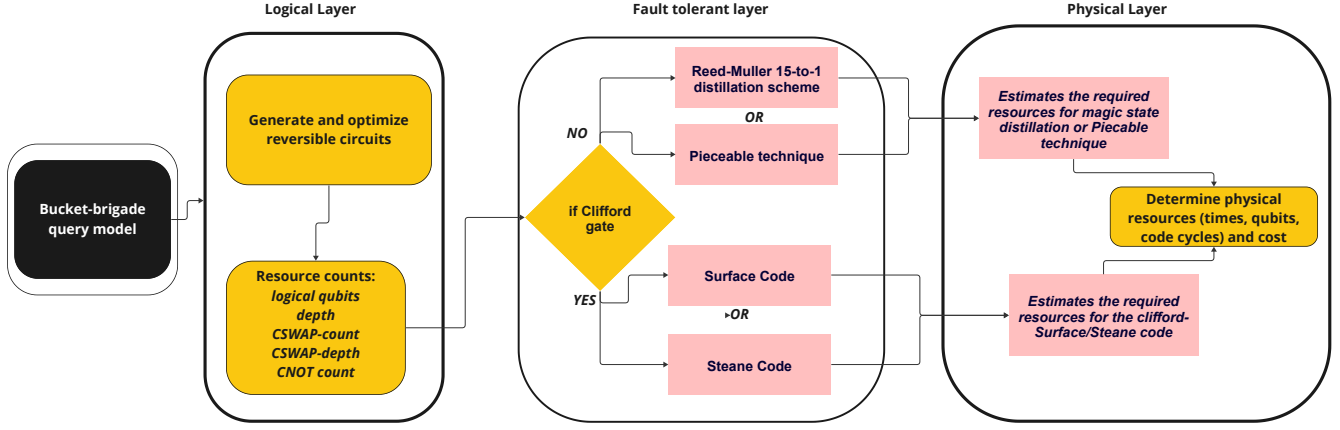 Logical Layer
Fault tolerant layer
Physical Layer
Bucket-brigade
query model
Generate and optimize
reversible circuits
Resource counts:
logical qubits
depth
CSWAP-count
CSWAP-depth
CNOT count
if Clifford
gate
NO
YES
Reed-Muller 15-to-1
distillation scheme
OR
Pieceable technique
Surface Code
OR
Steane Code
Estimates the required
resources for magic state
distillation or Piecable
technique
Determine physical
resources (times, qubits,
code cycles) and cost
Estimates the required
resources for the clifford-
Surface/Steane code